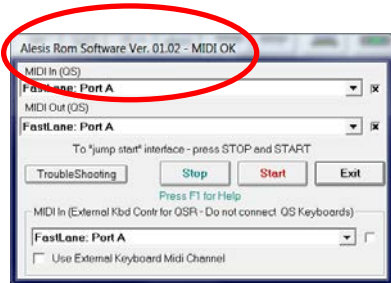 Alesis Rom Software Ver. 01.02 - MIDI OK
MIDI In (QS)
FastLane: Port A
MIDI Out (QS)
FastLane: Port A
To "jump start" interface - press STOP and START
TroubleShooting Stop Start Exit
Press F1 for Help
MIDI In (External Kbd Contr for QSR - Do not connect QS Keyboards)
FastLane: Port A
Use External Keyboard Midi Channel